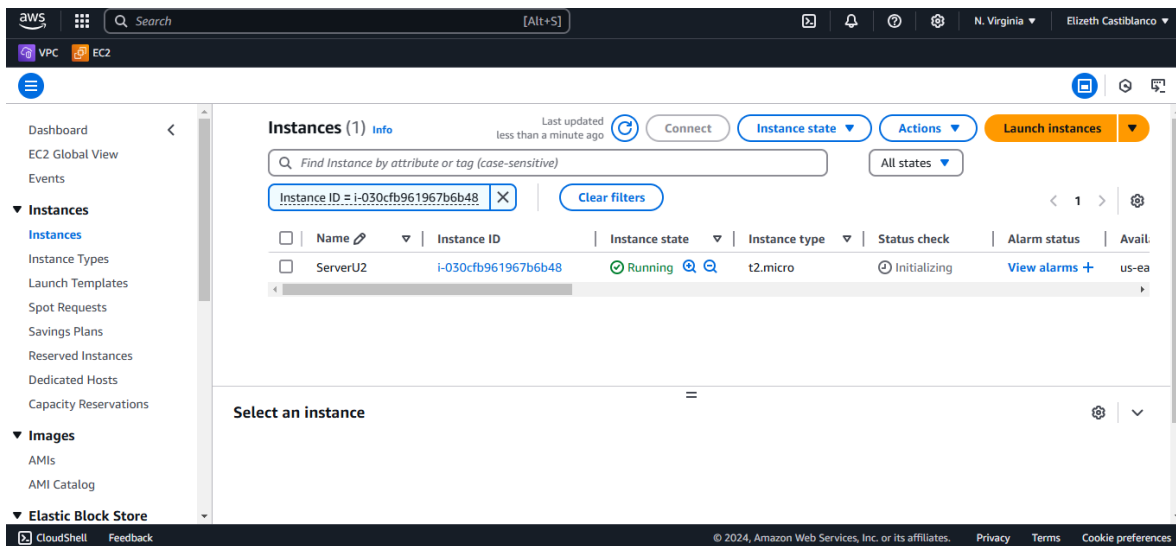 aws Search [Alt+S] N. Virginia Elizeth Castiblanco
VPC EC2
Dashboard
EC2 Global View
Events
Instances
Instances
Instance Types
Launch Templates
Spot Requests
Savings Plans
Reserved Instances
Dedicated Hosts
Capacity Reservations
Images
AMIs
AMI Catalog
Elastic Block Store
Instances (1) Info
Last updated
less than a minute ago
Connect Instance state Actions Launch instances
Find Instance by attribute or tag (case-sensitive) All states
Instance ID = i-030cfb961967b6b48 Clear filters 1
Name Instance ID Instance state Instance type Status check Alarm status Avail
ServerU2 i-030cfb961967b6b48 Running t2.micro Initializing View alarms + us-ea
Select an instance
CloudShell Feedback © 2024, Amazon Web Services, Inc. or its affiliates. Privacy Terms Cookie preferences